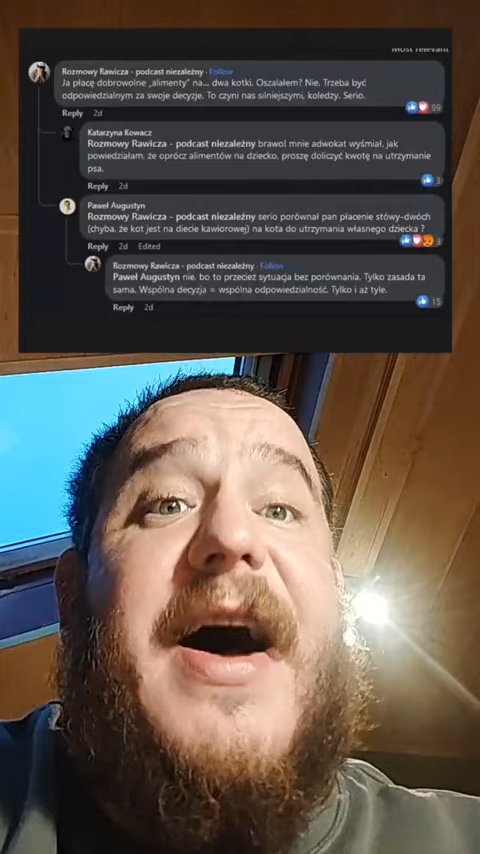 Most relevant
Rozmowy Rawicza - podcast niezależny · Follow
Ja płacę dobrowolne „alimenty" na... dwa kotki. Oszalałem? Nie. Trzeba być
odpowiedzialnym za swoje decyzje. To czyni nas silniejszymi, koledzy. Serio.
59
Reply 2d
Katarzyna Kowacz
Rozmowy Rawicza - podcast niezależny brawo! mnie adwokat wyśmiał, jak
powiedziałam, że oprócz alimentów na dziecko, proszę doliczyć kwotę na utrzymanie
psa.
3
Reply 2d
Paweł Augustyn
Rozmowy Rawicza - podcast niezależny serio porównał pan płacenie stówy-dwóch
(chyba, że kot jest na diecie kawiorowej) na kota do utrzymania własnego dziecka ?
Reply 2d Edited
Rozmowy Rawicza - podcast niezależny · Follow
Paweł Augustyn nie. bo to przecież sytuacja bez porównania. Tylko zasada ta
sama. Wspólna decyzja = wspólna odpowiedzialność. Tylko i aż tyle.
15
Reply 2d